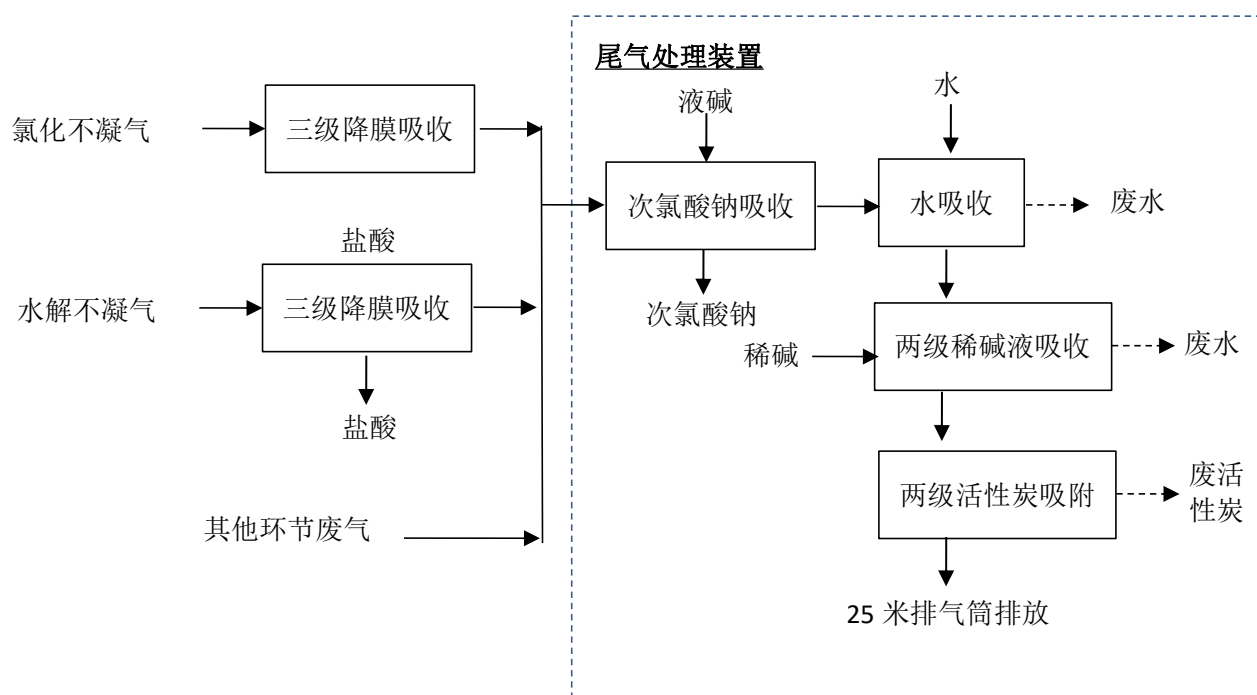 尾气处理装置
液碱
水
氯化不凝气
三级降膜吸收
次氯酸钠吸收
水吸收
废水
盐酸
水解不凝气
三级降膜吸收
次氯酸钠
稀碱
两级稀碱液吸收
废水
盐酸
两级活性炭吸附
废活
性炭
其他环节废气
25 米排气筒排放